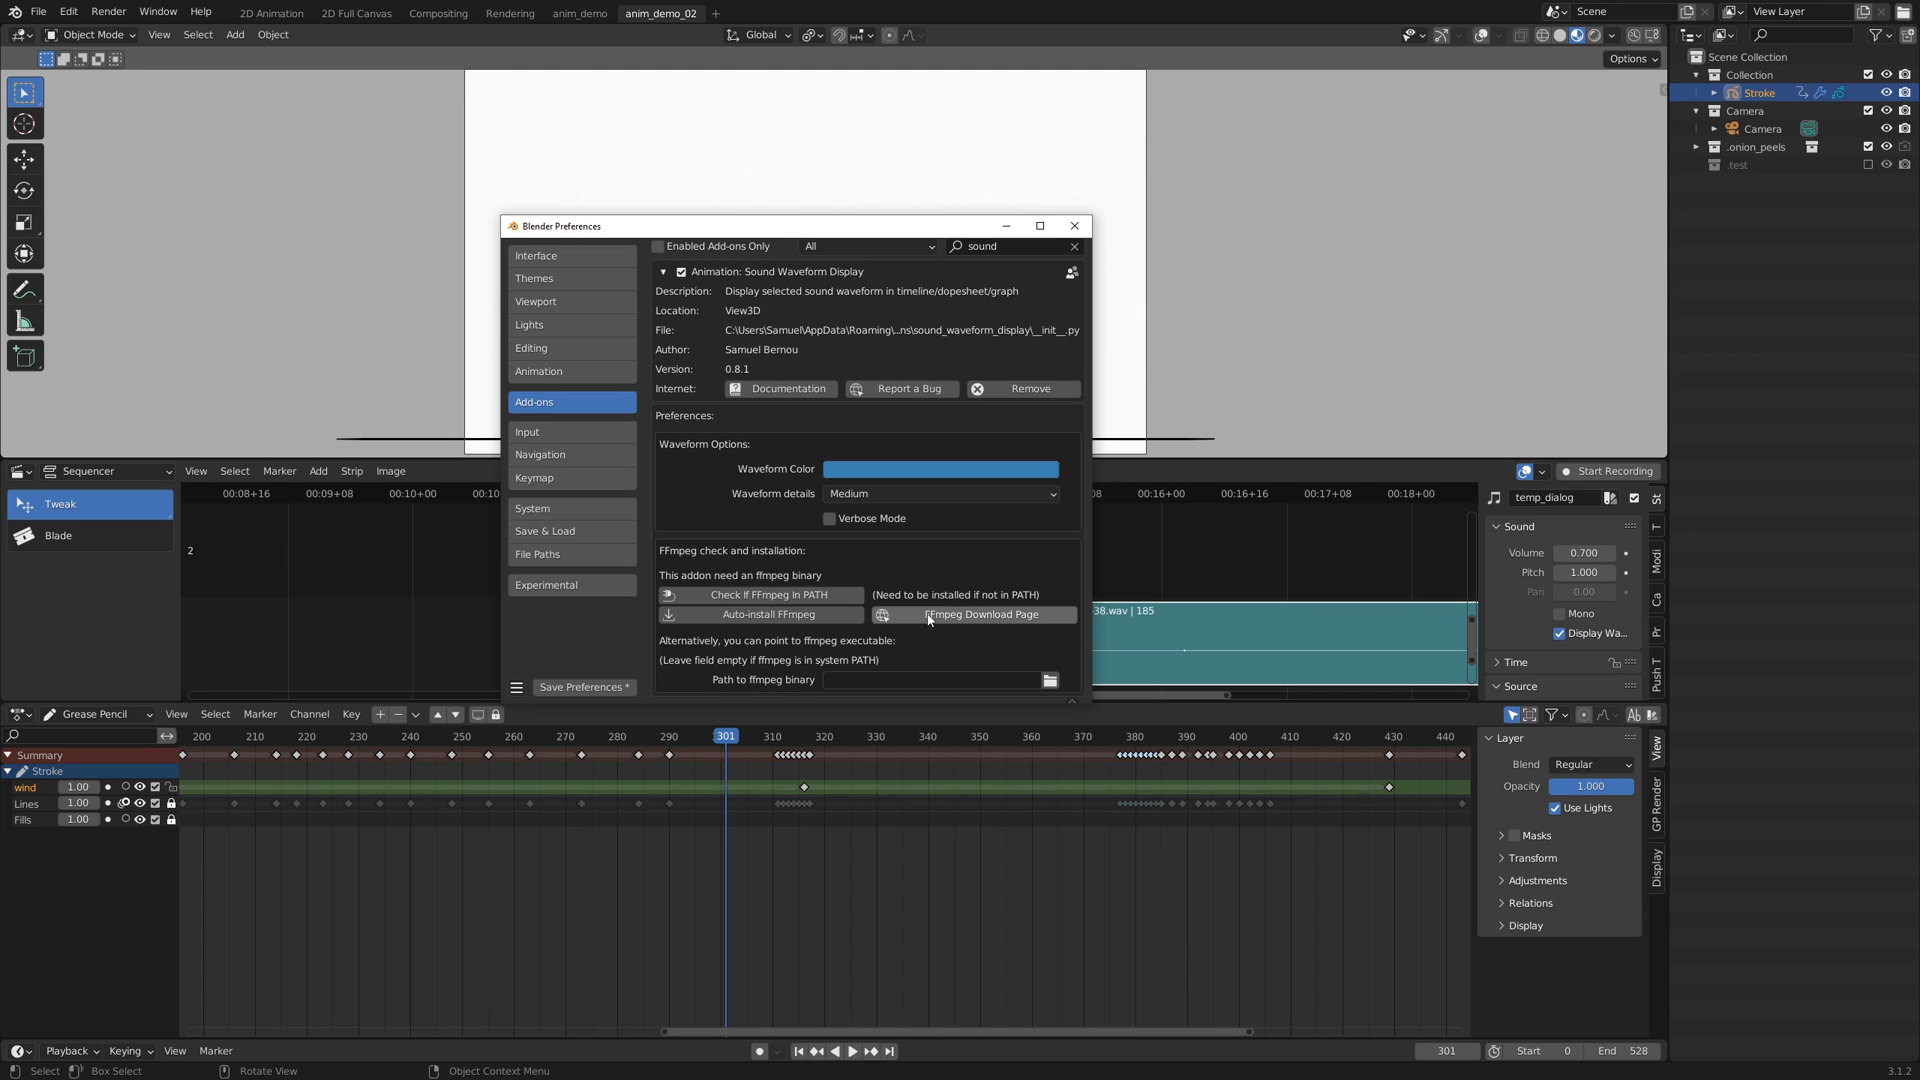 File Edit Render Window Help 2D Animation 2D Full Canvas Compositing Rendering anim_demo anim_demo_02 + Scene View Layer
Object Mode View Select Add Object Global
Options
Scene Collection
Collection
Stroke
Camera
Camera
.onion_peels
.test
Blender Preferences
Interface
Themes
Viewport
Lights
Editing
Animation
Add-ons
Input
Navigation
Keymap
System
Save & Load
File Paths
Experimental
Save Preferences *
Enabled Add-ons Only All sound
Animation: Sound Waveform Display
Description: Display selected sound waveform in timeline/dopesheet/graph
Location: View3D
File: C:\Users\Samuel\AppData\Roaming\..ns\sound_waveform_display\__init__.py
Author: Samuel Bernou
Version: 0.8.1
Internet: Documentation Report a Bug Remove
Preferences:
Waveform Options:
Waveform Color
Waveform details Medium
Verbose Mode
FFmpeg check and installation:
This addon need an ffmpeg binary
Check If FFmpeg In PATH (Need to be installed if not in PATH)
Auto-install FFmpeg FFmpeg Download Page
Alternatively, you can point to ffmpeg executable:
(Leave field empty if ffmpeg is in system PATH)
Path to ffmpeg binary
Sequencer View Select Marker Add Strip Image Start Recording
00:08+16 00:09+08 00:10+00 00:10 08 00:16+00 00:16+16 00:17+08 00:18+00
Tweak
Blade
2
38.wav | 185
temp_dialog
Sound
Volume 0.700
Pitch 1.000
Pan 0.00
Mono
Display Wa...
Time
Source
St
T
Modi
Ca
Pr
Push T
Grease Pencil View Select Marker Channel Key
200 210 220 230 240 250 260 270 280 290 301 310 320 330 340 350 360 370 380 390 400 410 420 430 440
Summary
Stroke
wind 1.00
Lines 1.00
Fills 1.00
Layer
Blend Regular
Opacity 1.000
Use Lights
Masks
Transform
Adjustments
Relations
Display
View
GP Render
Display
Playback Keying View Marker 301 Start 0 End 528
Select Box Select Rotate View Object Context Menu 3.1.2